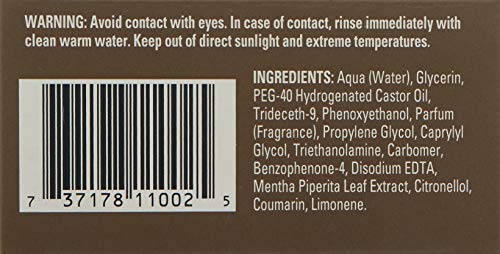 WARNING: Avoid contact with eyes. In case of contact, rinse immediately with
clean warm water. Keep out of direct sunlight and extreme temperatures.
INGREDIENTS: Aqua (Water), Glycerin,
PEG-40 Hydrogenated Castor Oil,
Trideceth-9, Phenoxyethanol, Parfum
(Fragrance), Propylene Glycol, Caprylyl
Glycol, Triethanolamine, Carbomer,
Benzophenone-4, Disodium EDTA,
Mentha Piperita Leaf Extract, Citronellol,
Coumarin, Limonene.
7 37178 11002 5